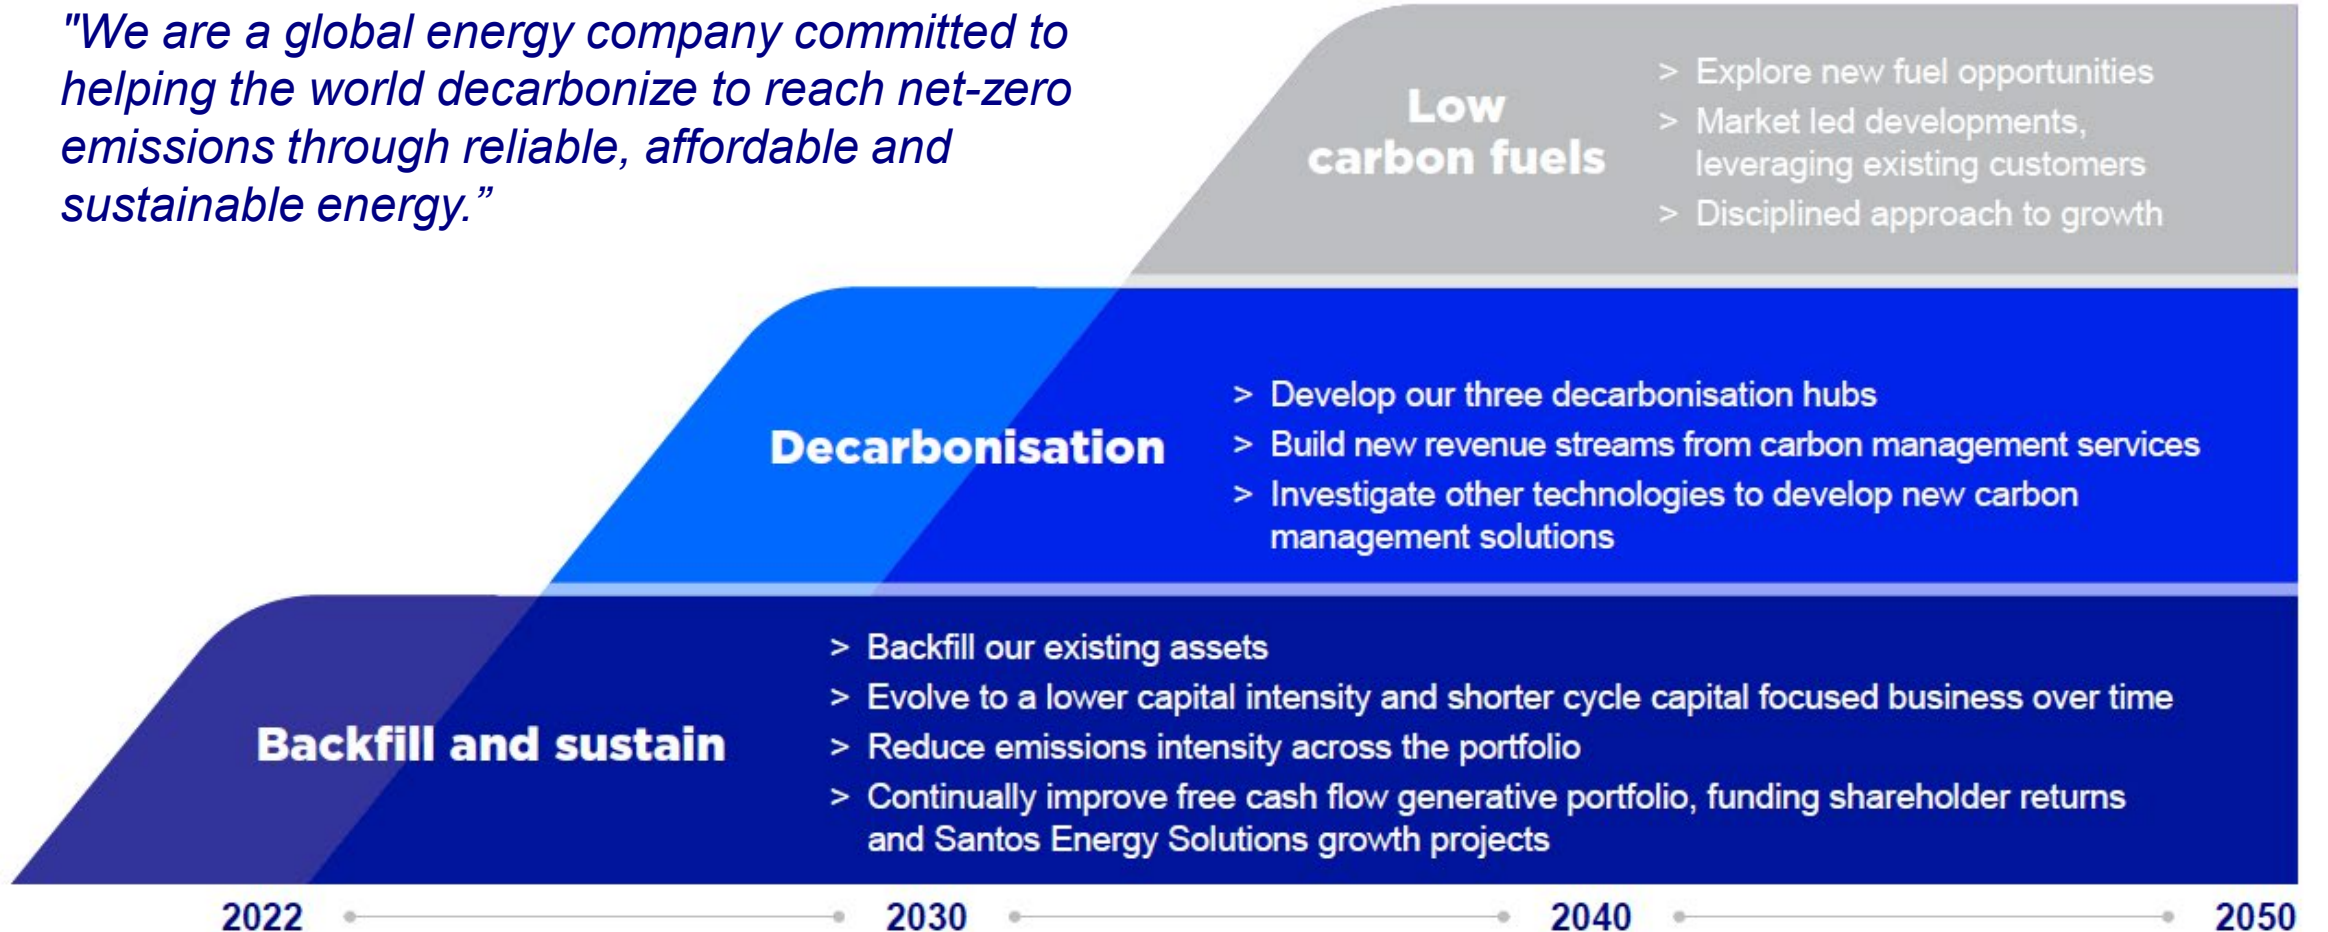 "We are a global energy company committed to
helping the world decarbonize to reach net-zero
emissions through reliable, affordable and
sustainable energy.”
Low
carbon fuels
> Explore new fuel opportunities
> Market led developments,
leveraging existing customers
> Disciplined approach to growth
Decarbonisation
> Develop our three decarbonisation hubs
> Build new revenue streams from carbon management services
> Investigate other technologies to develop new carbon
management solutions
Backfill and sustain
> Backfill our existing assets
> Evolve to a lower capital intensity and shorter cycle capital focused business over time
> Reduce emissions intensity across the portfolio
> Continually improve free cash flow generative portfolio, funding shareholder returns
and Santos Energy Solutions growth projects
2022 2030 2040 2050